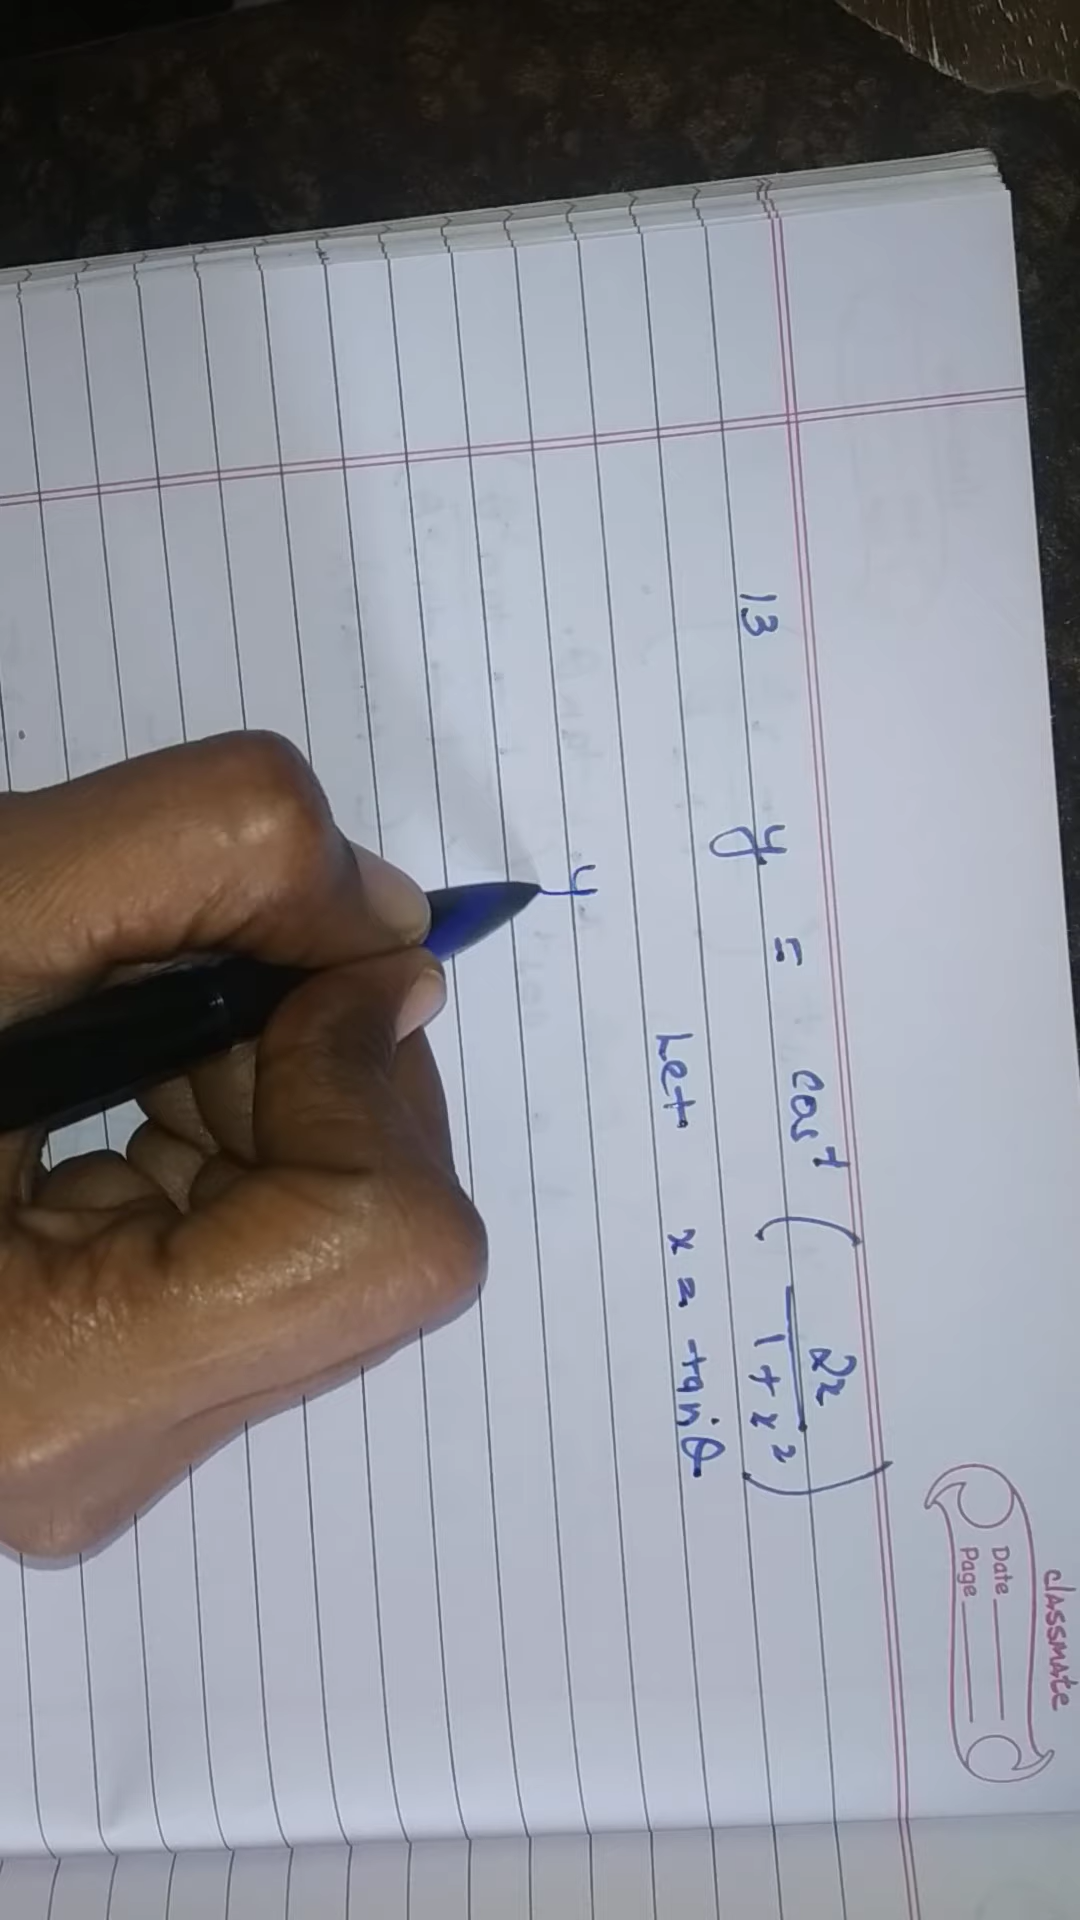 classmate
Date
Page
13 y = cos⁻¹ ( 2x / 1 + x² )
Let x = tanθ
y